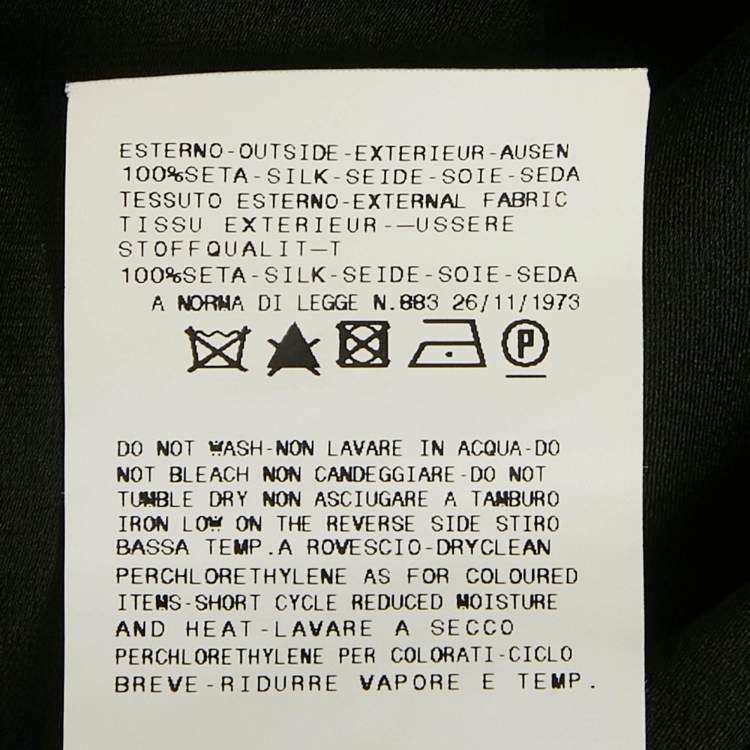 ESTERNO-OUTSIDE-EXTERIEUR-AUSEN
100%SETA-SILK-SEIDE-SOIE-SEDA
TESSUTO ESTERNO-EXTERNAL FABRIC
TISSU EXTERIEUR-—USSERE
STOFFQUALIT—T
100%SETA-SILK-SEIDE-SOIE-SEDA
A NORMA DI LEGGE N.883 26/11/1973
P
DO NOT WASH-NON LAVARE IN ACQUA-DO
NOT BLEACH NON CANDEGGIARE-DO NOT
TUMBLE DRY NON ASCIUGARE A TAMBURO
IRON LOW ON THE REVERSE SIDE STIRO
BASSA TEMP.A ROVESCIO-DRYCLEAN
PERCHLORETHYLENE AS FOR COLOURED
ITEMS-SHORT CYCLE REDUCED MOISTURE
AND HEAT-LAVARE A SECCO
PERCHLORETHYLENE PER COLORATI-CICLO
BREVE-RIDURRE VAPORE E TEMP.